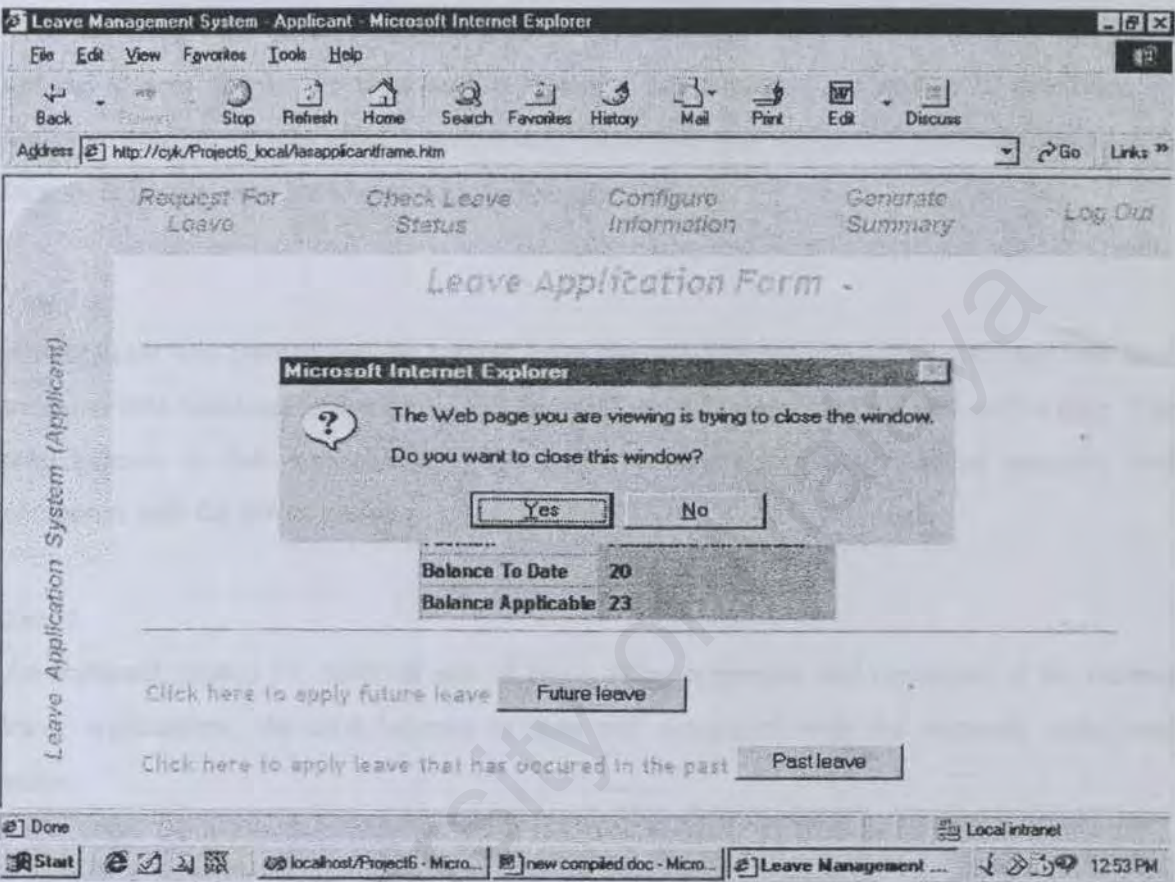 Leave Management System - Applicant - Microsoft Internet Explorer
File Edit View Favorites Tools Help
Back Stop Refresh Home Search Favorites History Mail Print Edit Discuss
Address http://cyk/Project6_local/lasapplicantframe.htm Go Links »
Request For Leave
Check Leave Status
Configure Information
Generate Summary
Log Out
Leave Application Form -
Leave Application System (Applicant)
Microsoft Internet Explorer
The Web page you are viewing is trying to close the window.
Do you want to close this window?
Yes No
Balance To Date 20
Balance Applicable 23
Click here to apply future leave Future leave
Click here to apply leave that has occured in the past Past leave
Done Local intranet
Start localhost/Project6 - Micro... new compiled doc - Micro... Leave Management ... 12:53 PM